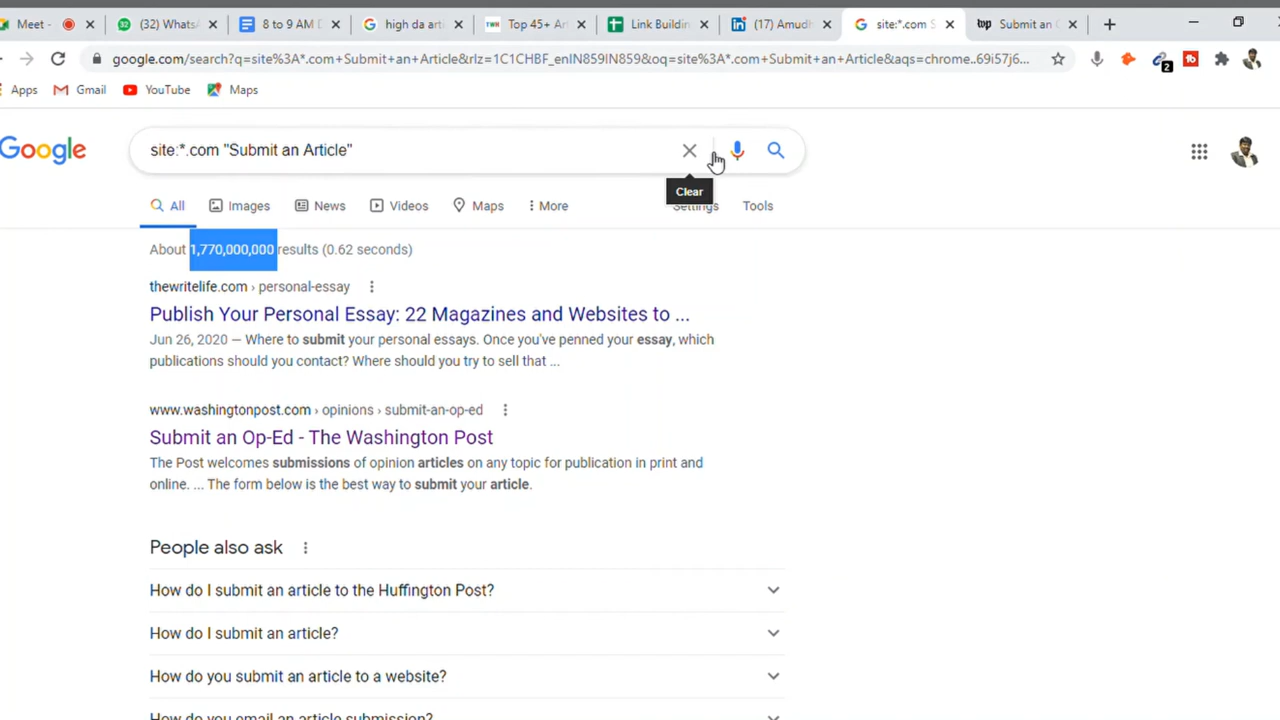 Meet -
(32) Whats
8 to 9 AM
high da arti
Top 45+ Ar
Link Buildin
(17) Amudh
site:*.com S
Submit an
google.com/search?q=site%3A*.com+Submit+an+Article&rlz=1C1CHBF_enIN859IN859&oq=site%3A*.com+Submit+an+Article&aqs=chrome..69i57j6...
2
Apps
Gmail
YouTube
Maps
Google
site:*.com "Submit an Article"
Clear
All
Images
News
Videos
Maps
More
Settings
Tools
About 1,770,000,000 results (0.62 seconds)
thewritelife.com › personal-essay
Publish Your Personal Essay: 22 Magazines and Websites to ...
Jun 26, 2020 — Where to submit your personal essays. Once you've penned your essay, which
publications should you contact? Where should you try to sell that ...
www.washingtonpost.com › opinions › submit-an-op-ed
Submit an Op-Ed - The Washington Post
The Post welcomes submissions of opinion articles on any topic for publication in print and
online. ... The form below is the best way to submit your article.
People also ask
How do I submit an article to the Huffington Post?
How do I submit an article?
How do you submit an article to a website?
How do you email an article submission?